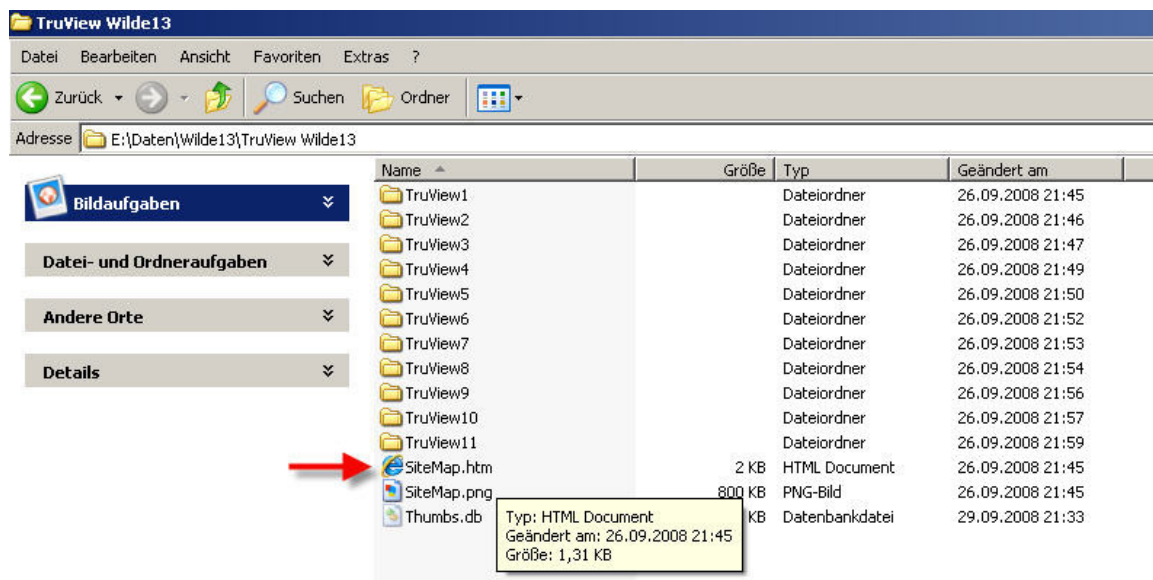 TruView Wilde13
Datei Bearbeiten Ansicht Favoriten Extras ?
Zurück Suchen Ordner
Adresse E:\Daten\Wilde13\TruView Wilde13
Bildaufgaben
Datei- und Ordneraufgaben
Andere Orte
Details
Name Größe Typ Geändert am
TruView1 Dateiordner 26.09.2008 21:45
TruView2 Dateiordner 26.09.2008 21:46
TruView3 Dateiordner 26.09.2008 21:47
TruView4 Dateiordner 26.09.2008 21:49
TruView5 Dateiordner 26.09.2008 21:50
TruView6 Dateiordner 26.09.2008 21:52
TruView7 Dateiordner 26.09.2008 21:53
TruView8 Dateiordner 26.09.2008 21:54
TruView9 Dateiordner 26.09.2008 21:56
TruView10 Dateiordner 26.09.2008 21:57
TruView11 Dateiordner 26.09.2008 21:59
SiteMap.htm 2 KB HTML Document 26.09.2008 21:45
SiteMap.png 800 KB PNG-Bild 26.09.2008 21:45
Thumbs.db KB Datenbankdatei 29.09.2008 21:33
Typ: HTML Document
Geändert am: 26.09.2008 21:45
Größe: 1,31 KB